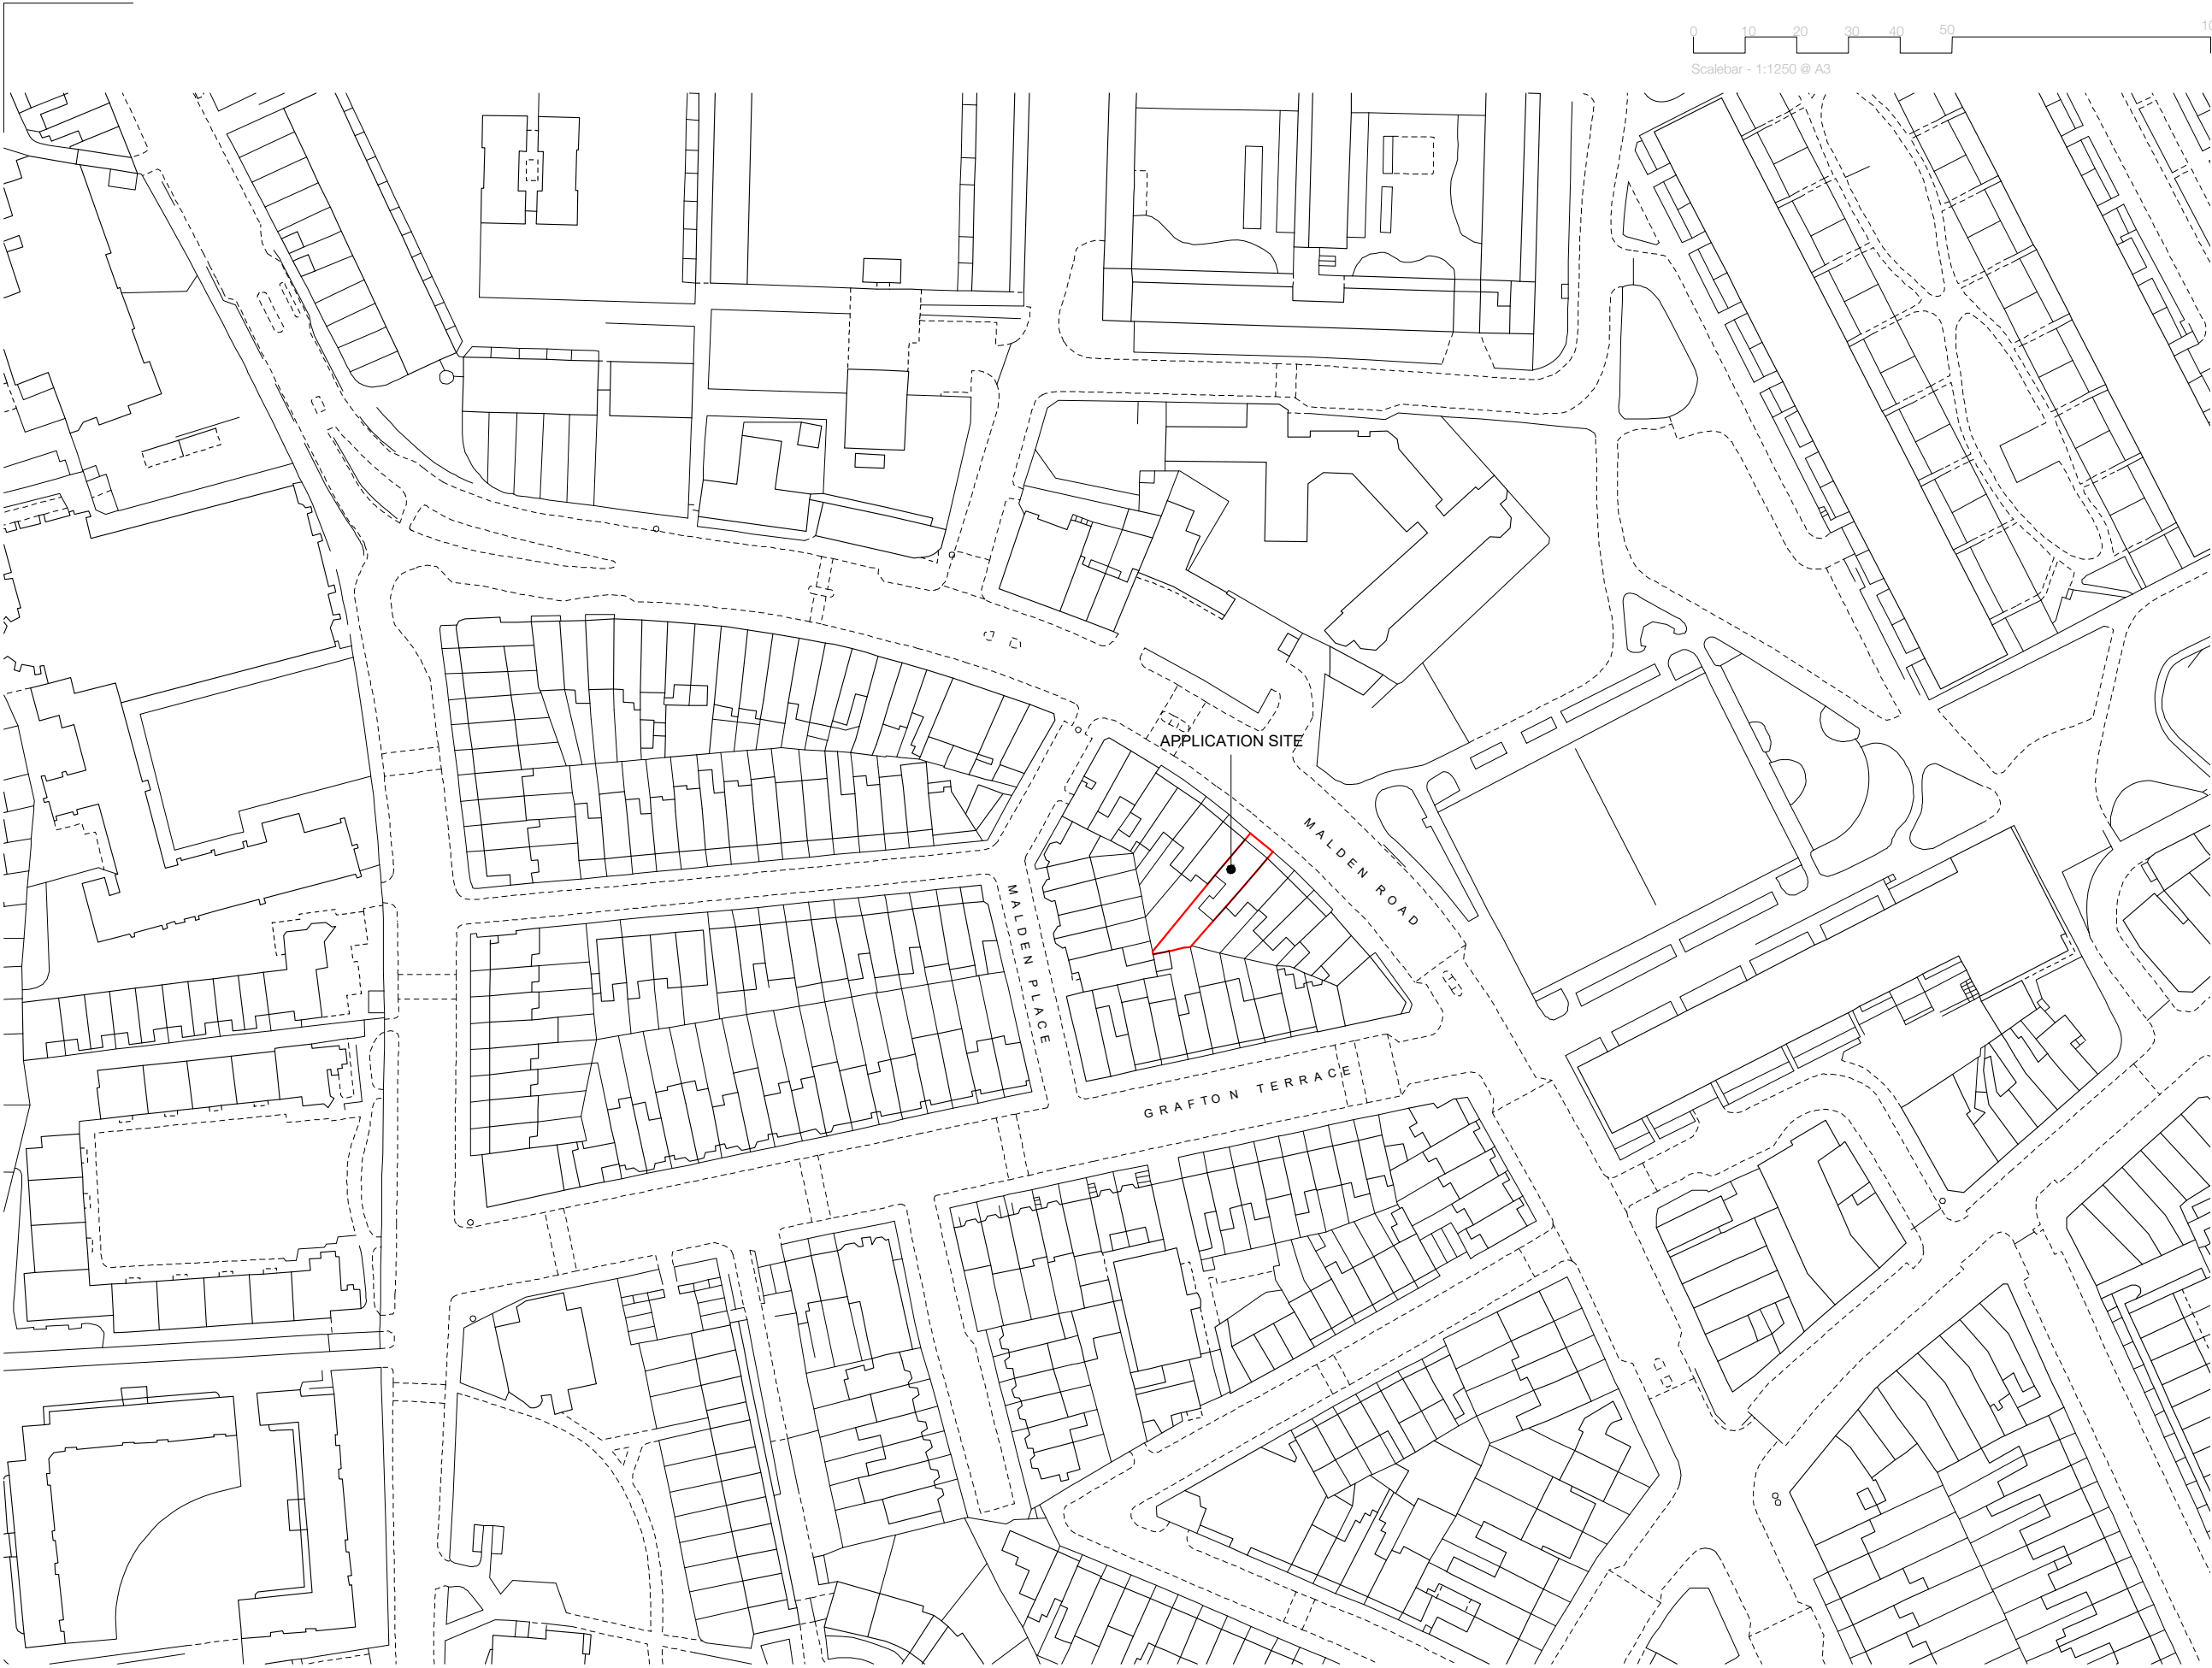 0 10 20 30 40 50
Scalebar - 1:1250 @ A3
APPLICATION SITE
MALDEN ROAD
MALDEN PLACE
GRAFTON TERRACE